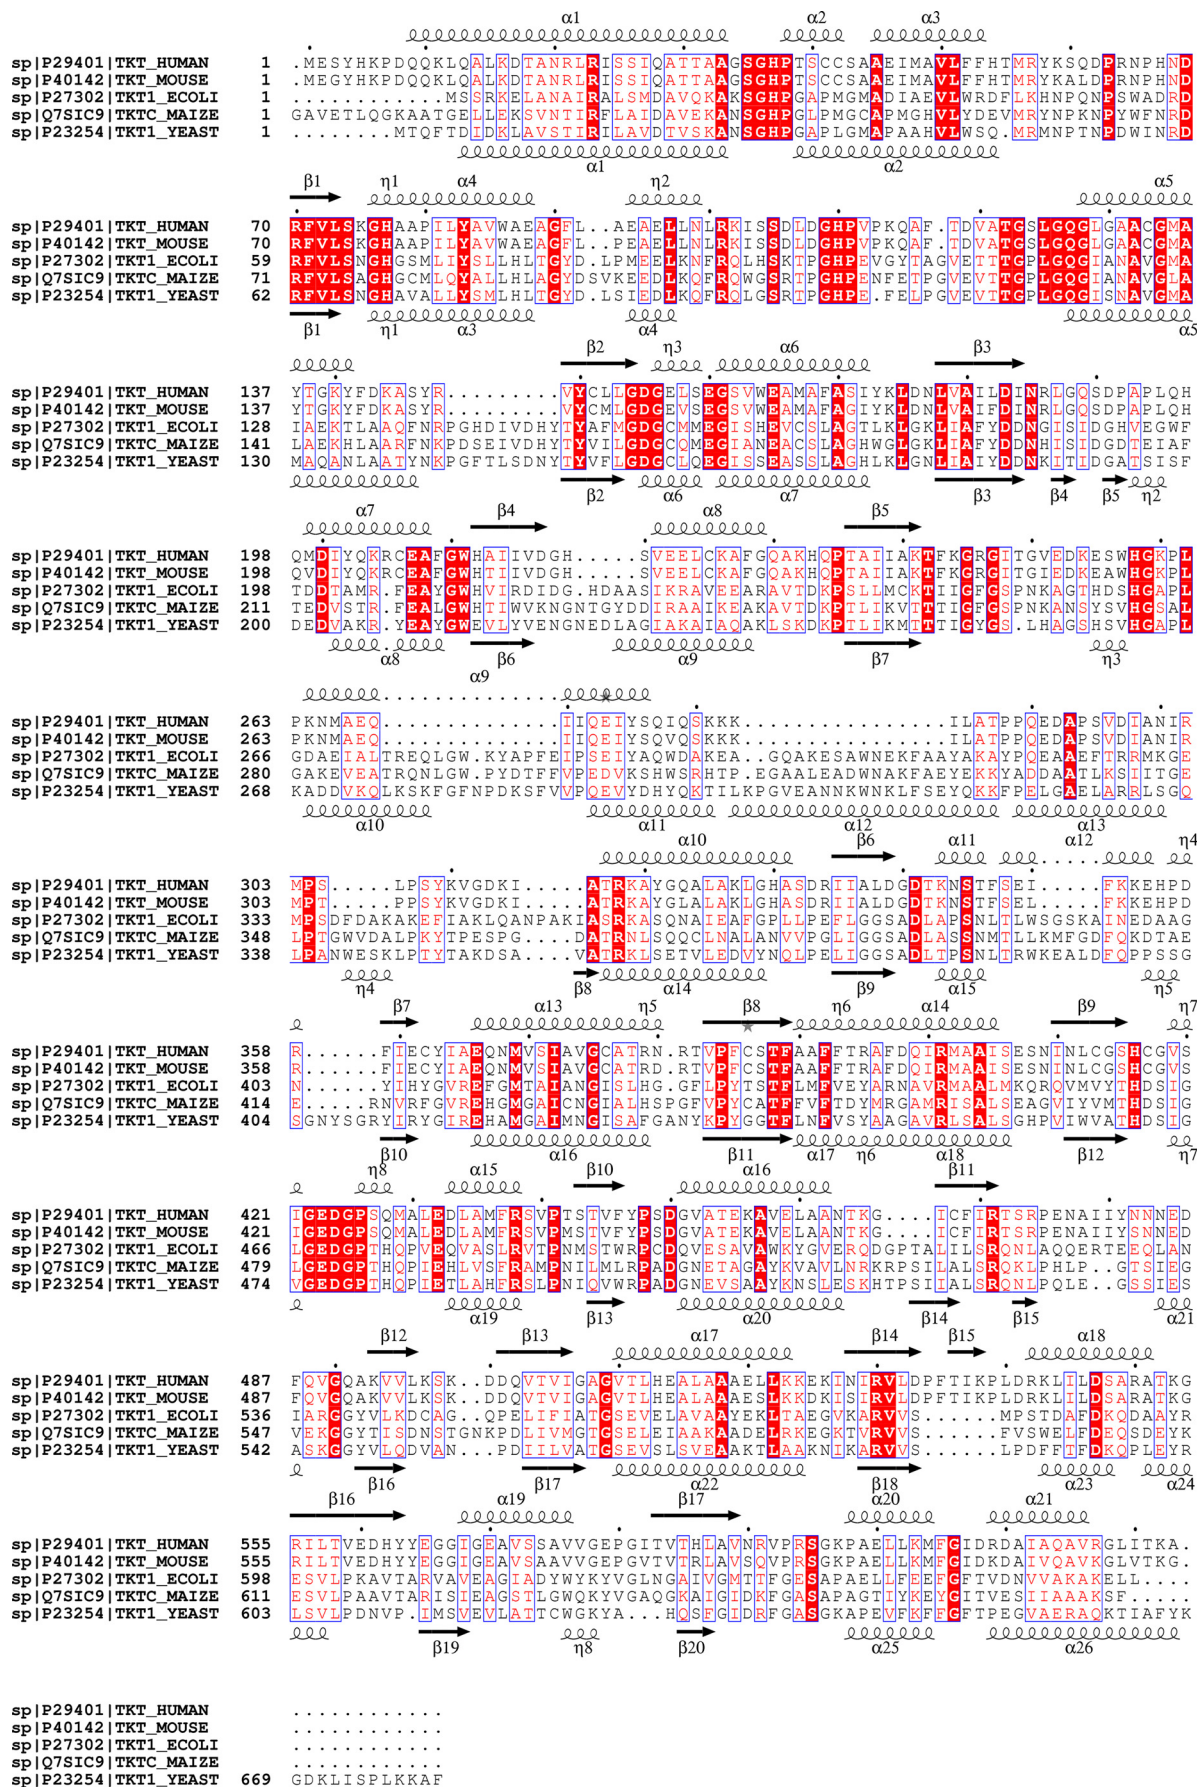 α1 α2 α3
sp|P29401|TKT_HUMAN 1 .MESYHKPDQQKLQALKDTANRLRISSIQATTAAGSGHPTSCCSAAEIMAVLFFHTMRYKSQDPRNPHND
sp|P40142|TKT_MOUSE 1 .MEGYHKPDQQKLQALKDTANRLRISSIQATTAAGSGHPTSCCSAAEIMAVLFFHTMRYKALDPRNPHND
sp|P27302|TKT1_ECOLI 1 ............MSSRKELANAIRALSMDAVQKAKSGHPGAPMGMADIAEVLWRDFLKHNPQNPSWADRD
sp|Q7SIC9|TKTC_MAIZE 1 GAVETLQGKAATGELLEKSVNTIRFLAIDAVEKANSGHPGLPMGCAPMGHVLYDEVMRYNPKNPYWFNRD
sp|P23254|TKT1_YEAST 1 ........MTQFTDIDKLAVSTIRILAVDTVSKANSGHPGAPLGMAPAAHVLWSQ.MRMNPTNPDWINRD
α1 α2
β1 η1 α4 η2 α5
sp|P29401|TKT_HUMAN 70 RFVLSKGHAAPILYAVWAEAGFL..AEAELLNLRKISSDLDGHPVPKQAF.TDVATGSLGQGLGAACGMA
sp|P40142|TKT_MOUSE 70 RFVLSKGHAAPILYAVWAEAGFL..PEAELLNLRKISSDLDGHPVPKQAF.TDVATGSLGQGLGAACGMA
sp|P27302|TKT1_ECOLI 59 RFVLSNGHGSMLIYSLLHLTGYD.LPMEELKNFRQLHSKTPGHPEVGYTAGVETTTGPLGQGIANAVGMA
sp|Q7SIC9|TKTC_MAIZE 71 RFVLSAGHGCMLQYALLHLAGYDSVKEEDLKQFRQWGSRTPGHPENFETPGVEVTTGPLGQGIANAVGLA
sp|P23254|TKT1_YEAST 62 RFVLSNGHAVALLYSMLHLTGYD.LSIEDLKQFRQLGSRTPGHPE.FELPGVEVTTGPLGQGISNAVGMA
β1 η1 α3 α4 α5
β2 η3 α6 β3
sp|P29401|TKT_HUMAN 137 YTGKYFDKASYR.........VYCLLGDGELSEGSVWEAMAFASIYKLDNLVAILDINRLGQSDPAPLQH
sp|P40142|TKT_MOUSE 137 YTGKYFDKASYR.........VYCMLGDGEVSEGSVWEAMAFAGIYKLDNLVAIFDINRLGQSDPAPLQH
sp|P27302|TKT1_ECOLI 128 IAEKTLAAQFNRPGHDIVDHYTYAFMGDGCMMEGISHEVCSLAGTLKLGKLIAFYDDNGISIDGHVEGWF
sp|Q7SIC9|TKTC_MAIZE 141 LAEKHLAARFNKPDSEIVDHYTYVILGDGCQMEGIANEACSLAGHWGLGKLIAFYDDNHISIDGDTEIAF
sp|P23254|TKT1_YEAST 130 MAQANLAATYNKPGFTLSDNYTYVFLGDGCLQEGISSEASSLAGHLKLGNLIAIYDDNKITIDGATSISF
β2 α6 α7 β3 β4 β5 η2
α7 β4 α8 β5
sp|P29401|TKT_HUMAN 198 QMDIYQKRCEAFGWHAIIVDGH.....SVEELCKAFGQAKHQPTAIIAKTFKGRGITGVEDKESWHGKPL
sp|P40142|TKT_MOUSE 198 QVDIYQKRCEAFGWHTIIVDGH.....SVEELCKAFGQAKHQPTAIIAKTFKGRGITGIEDKEAWHGKPL
sp|P27302|TKT1_ECOLI 198 TDDTAMR.FEAYGWHVIRDIDG.HDAASIKRAVEEARAVTDKPSLLMCKTIIGFGSPNKAGTHDSHGAPL
sp|Q7SIC9|TKTC_MAIZE 211 TEDVSTR.FEALGWHTIWVKNGNTGYDDIRAAIKEAKAVTDKPTLIKVTTTIGFGSPNKANSYSVHGSAL
sp|P23254|TKT1_YEAST 200 DEDVAKR.YEAYGWEVLYVENGNEDLAGIAKAIAQAKLSKDKPTLIKMTTTIGYGS.LHAGSHSVHGAPL
α8 β6 α9 β7 η3
α9
sp|P29401|TKT_HUMAN 263 PKNMAEQ...............IIQEIYSQIQSKKK.................ILATPPQEDAPSVDIANIR
sp|P40142|TKT_MOUSE 263 PKNMAEQ...............IIQEIYSQVQSKKK.................ILATPPQEDAPSVDIANIR
sp|P27302|TKT1_ECOLI 266 GDAEIALTREQLGW.KYAPFEIPSEIYAQWDAKEA..GQAKESAWNEKFAAYAKAYPQEAAEFTRRMKGE
sp|Q7SIC9|TKTC_MAIZE 280 GAKEVEATRQNLGW.PYDTFFVPEDVKSHWSRHTP.EGAALEADWNAKFAEYEKKYADDAATLKSIITGE
sp|P23254|TKT1_YEAST 268 KADDVKQLKSKFGFNPDKSFVVPQEVYDHYQKTILKPGVEANNKWNKLFSEYQKKFPELGAELARRLSGQ
α10 α11 α12 α13
α10 β6 α11 α12 η4
sp|P29401|TKT_HUMAN 303 MPS.....LPSYKVGDKI.....ATRKAYGQALAKLGHASDRIIALDGDTKNSTFSEI.....FKKEHPD
sp|P40142|TKT_MOUSE 303 MPT.....PPSYKVGDKI.....ATRKAYGLALAKLGHASDRIIALDGDTKNSTFSEL.....FKKEHPD
sp|P27302|TKT1_ECOLI 333 MPSDFDAKAKEFIAKLQANPAKIASRKASQNAIEAFGPLLPEFLGGSADLAPSNLTLWSGSKAINEDAAG
sp|Q7SIC9|TKTC_MAIZE 348 LPTGWVDALPKYTPESPG....DATRNLSQQCLNALANVVPGLIGGSADLASSNMTLLKMFGDFQKDTAE
sp|P23254|TKT1_YEAST 338 LPANWESKLPTYTAKDSA.....VATRKLSETVLEDVYNQLPELIGGSADLTPSNLTRWKEALDFQPPSSG
η4 β8 α14 β9 α15 η5
β7 α13 η5 β8 η6 α14 β9 η7
sp|P29401|TKT_HUMAN 358 R......FIECYIAEQNMVSIAVGCATRN.RTVPFCSTFAAFFTRAFDQIRMAAISESNINLCGSHCGVS
sp|P40142|TKT_MOUSE 358 R......FIECYIAEQNMVSIAVGCATRD.RTVPFCSTFAAFFTRAFDQIRMAAISESNINLCGSHCGVS
sp|P27302|TKT1_ECOLI 403 .......YIHYGVREFGMTAIANGISLHG.GFLPYTSTFLMFVEYARNAVRMAALMKQRQVMVYTHDSIG
sp|Q7SIC9|TKTC_MAIZE 414 E.....RNVRFGVREHGMGAICNGIALHSPGFVPYCATFFVFTDYMRGAMRISALSEAGVIYVMTHDSIG
sp|P23254|TKT1_YEAST 404 SGNYSGRYIRYGIREHAMGAIMNGISAFGANYKPYGGTFLNFVSYAAGAVRLSALSGHPVIWVATHDSIG
β10 α16 β11 α17 η6 α18 β12 η7
η8 α15 β10 α16 β11
sp|P29401|TKT_HUMAN 421 IGEDGPSQMALEDLAMFRSVPTSTVFYPSDGVATEKAVELAANTKG....ICFIRTSRPENAIIYNNNED
sp|P40142|TKT_MOUSE 421 IGEDGPSQMALEDLAMFRSVPMSTVFYPSDGVATEKAVELAANTKG....ICFIRTSRPENAIIYSNNED
sp|P27302|TKT1_ECOLI 466 LGEDGPTHQPVEQVASLRVTPNMSTWRPCDQVESAVAWKYGVERQDGPTALILSRQNLAQQERTEEQLAN
sp|Q7SIC9|TKTC_MAIZE 479 LGEDGPTHQPIEHLVSFRAMPNILMLRPADGNETAGAYKVAVLNRKRPSILALSRQKLPHLP..GTSIEG
sp|P23254|TKT1_YEAST 474 VGEDGPTHQPIETLAHFRSLPNIQVWRPADGNEVSAAYKNSLESKHTPSIIALSRQNLPQLE..GSSIES
α19 β13 α20 β14 β15 α21
β12 β13 α17 β14 β15 α18
sp|P29401|TKT_HUMAN 487 FQVGQAKVVLKSK..DDQVTVIGAGVTLHEALAAAELLKKEKINIRVLDPFTIKPLDRKLILDSARATKG
sp|P40142|TKT_MOUSE 487 FQVGQAKVVLKSK..DDQVTVIGAGVTLHEALAAAESLKKDKISIRVLDPFTIKPLDRKLILDSARATKG
sp|P27302|TKT1_ECOLI 536 IARGGYVLKDCAG..QPELIFIATGSEVELAVAAYEKLTAEGVKARVVS......MPSTDAFDKQDAAYR
sp|Q7SIC9|TKTC_MAIZE 547 VEKGGYTISDNSTGNKPDLIVMGTGSELEIAAKAADELRKEGKTVRVVS......FVSWELFDEQSDEYK
sp|P23254|TKT1_YEAST 542 ASKGGYVLQDVAN...PDIILVATGSEVSLSVEAAKTLAAKNIKARVVS......LPDFFTFDKQPLEYR
β16 β17 α22 β18 α23 α24
β16 α19 β17 α20 α21
sp|P29401|TKT_HUMAN 555 RILTVEDHYYEGGIGEAVSSAVVGEPGITVTHLAVNRVPRSGKPAELLKMFGIDRDAIAQAVRGLITKA.
sp|P40142|TKT_MOUSE 555 RILTVEDHYYEGGIGEAVSAAVVGEPGVTVTRLAVSQVPRSGKPAELLKMFGIDKDAIVQAVKGLVTKG.
sp|P27302|TKT1_ECOLI 598 ESVLPKAVTARVAVEAGIADYWYKYVGLNGAIVGMTTFGESAPAELLFEEFGFTVDNVVAKAKELL....
sp|Q7SIC9|TKTC_MAIZE 611 ESVLPAAVTARISIEAGSTLGWQKYVGAQGKAIGIDKFGASAPAGTIYKEYGITVESIIAAAKSF.....
sp|P23254|TKT1_YEAST 603 LSVLPDNVP.IMSVEVLATTCWGKYA..HQSFGIDRFGASGKAPEVFKFFGFTPEGVAERAQKTIAFYK
β19 η8 β20 α25 α26
sp|P29401|TKT_HUMAN ............
sp|P40142|TKT_MOUSE ............
sp|P27302|TKT1_ECOLI ............
sp|Q7SIC9|TKTC_MAIZE ............
sp|P23254|TKT1_YEAST 669 GDKLISPLKKAF